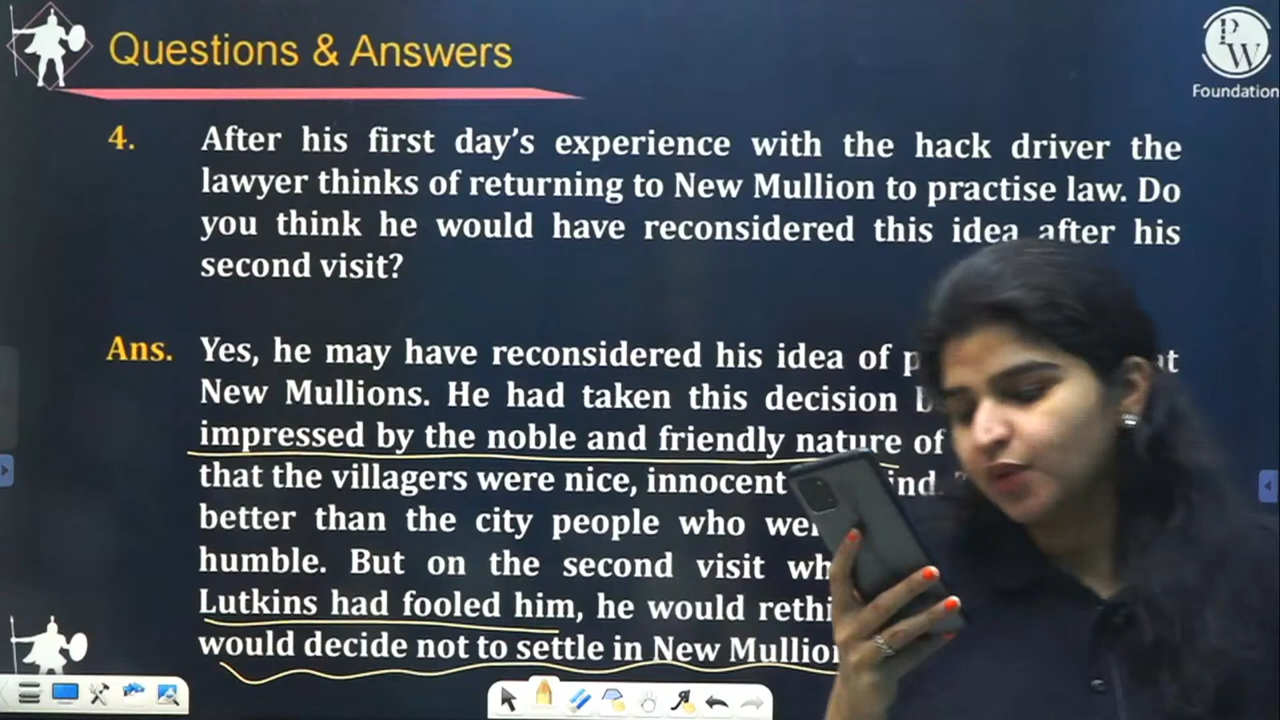 Questions & Answers
PW
Foundation
4. After his first day's experience with the hack driver the
lawyer thinks of returning to New Mullion to practise law. Do
you think he would have reconsidered this idea after his
second visit?
Ans. Yes, he may have reconsidered his idea of
New Mullions. He had taken this decision
impressed by the noble and friendly nature of
that the villagers were nice, innocent
better than the city people who
humble. But on the second visit
Lutkins had fooled him, he would
would decide not to settle in New